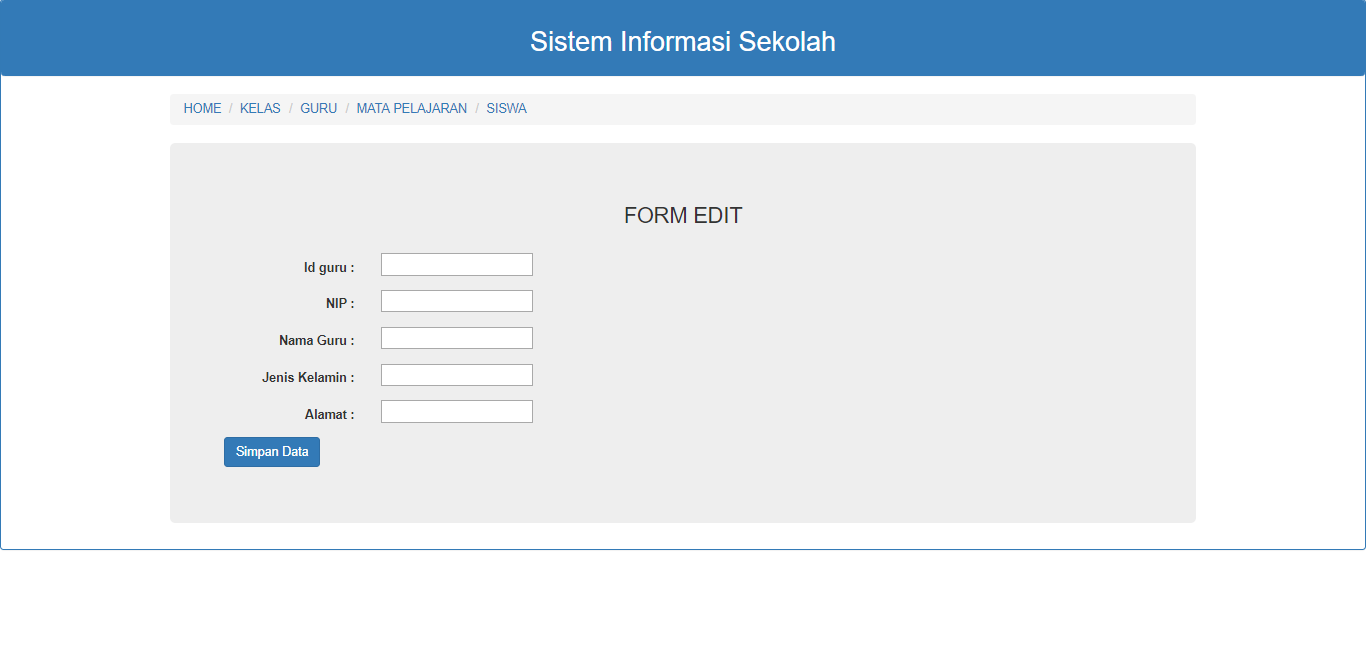 Sistem Informasi Sekolah
HOME / KELAS / GURU / MATA PELAJARAN / SISWA
FORM EDIT
Id guru :
NIP :
Nama Guru :
Jenis Kelamin :
Alamat :
Simpan Data